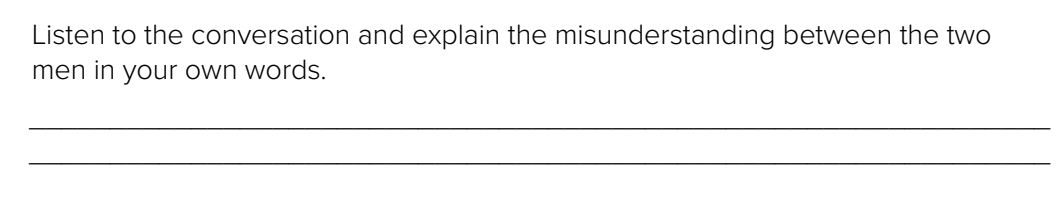 Listen to the conversation and explain the misunderstanding between the two
men in your own words.